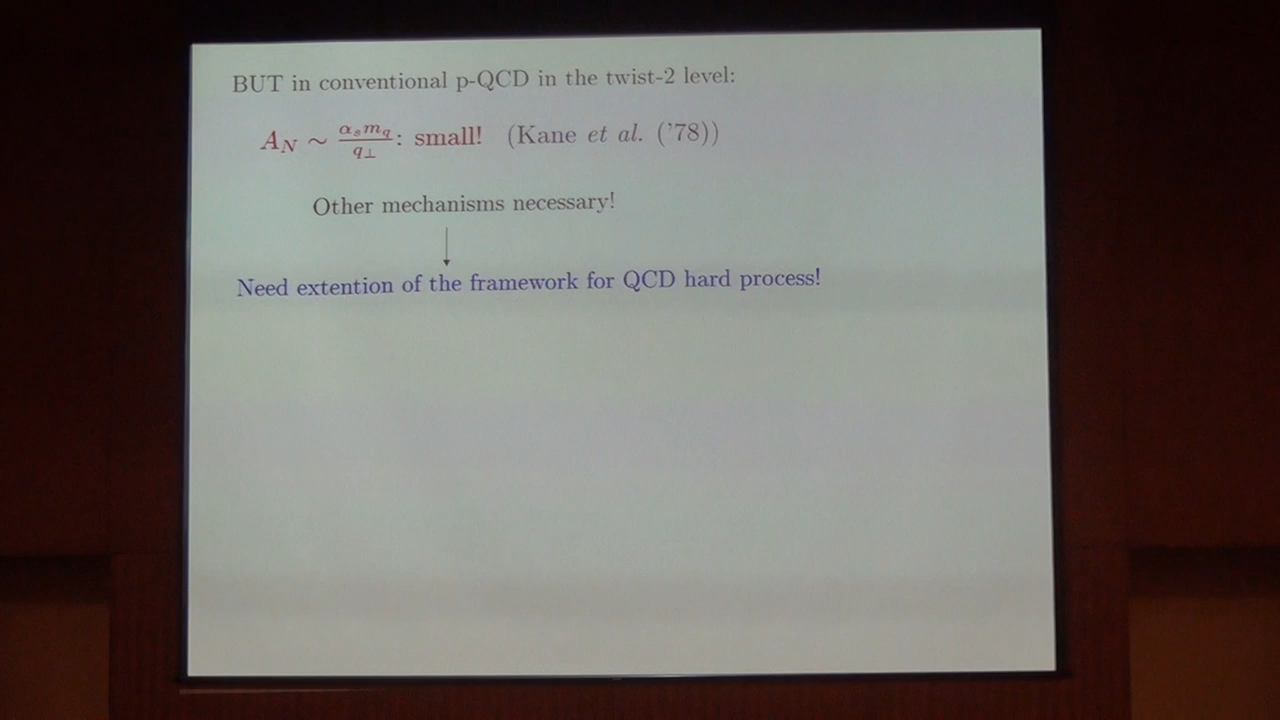 BUT in conventional p-QCD in the twist-2 level:
A_N ∼ α_s m_q / q_⊥ : small! (Kane et al. ('78))
Other mechanisms necessary!
Need extention of the framework for QCD hard process!